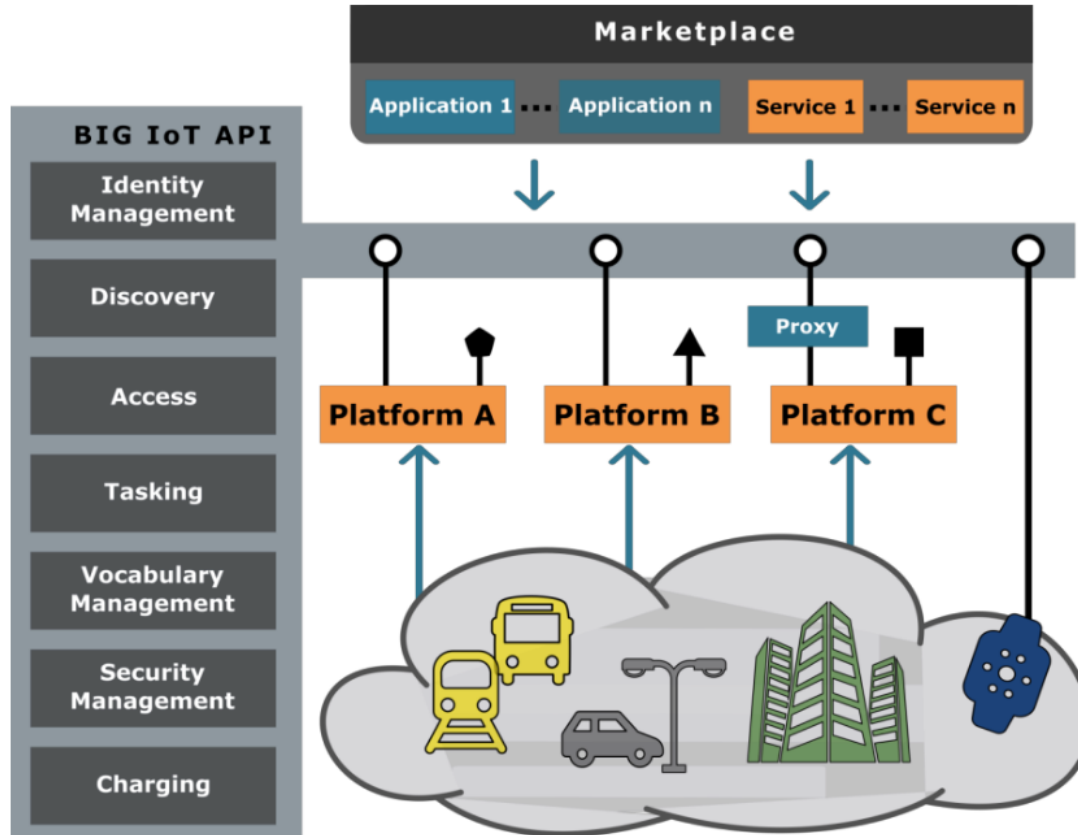 Marketplace
Application 1 ... Application n Service 1 ... Service n
BIG IoT API
Identity
Management
Discovery
Access
Tasking
Vocabulary
Management
Security
Management
Charging
Proxy
Platform A
Platform B
Platform C